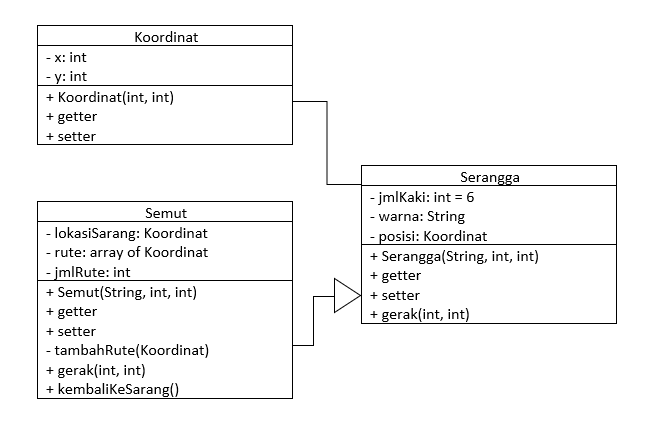 Koordinat
- x: int
- y: int
+ Koordinat(int, int)
+ getter
+ setter
Serangga
- jmlKaki: int = 6
- warna: String
- posisi: Koordinat
+ Serangga(String, int, int)
+ getter
+ setter
+ gerak(int, int)
Semut
- lokasiSarang: Koordinat
- rute: array of Koordinat
- jmlRute: int
+ Semut(String, int, int)
+ getter
+ setter
- tambahRute(Koordinat)
+ gerak(int, int)
+ kembaliKeSarang()